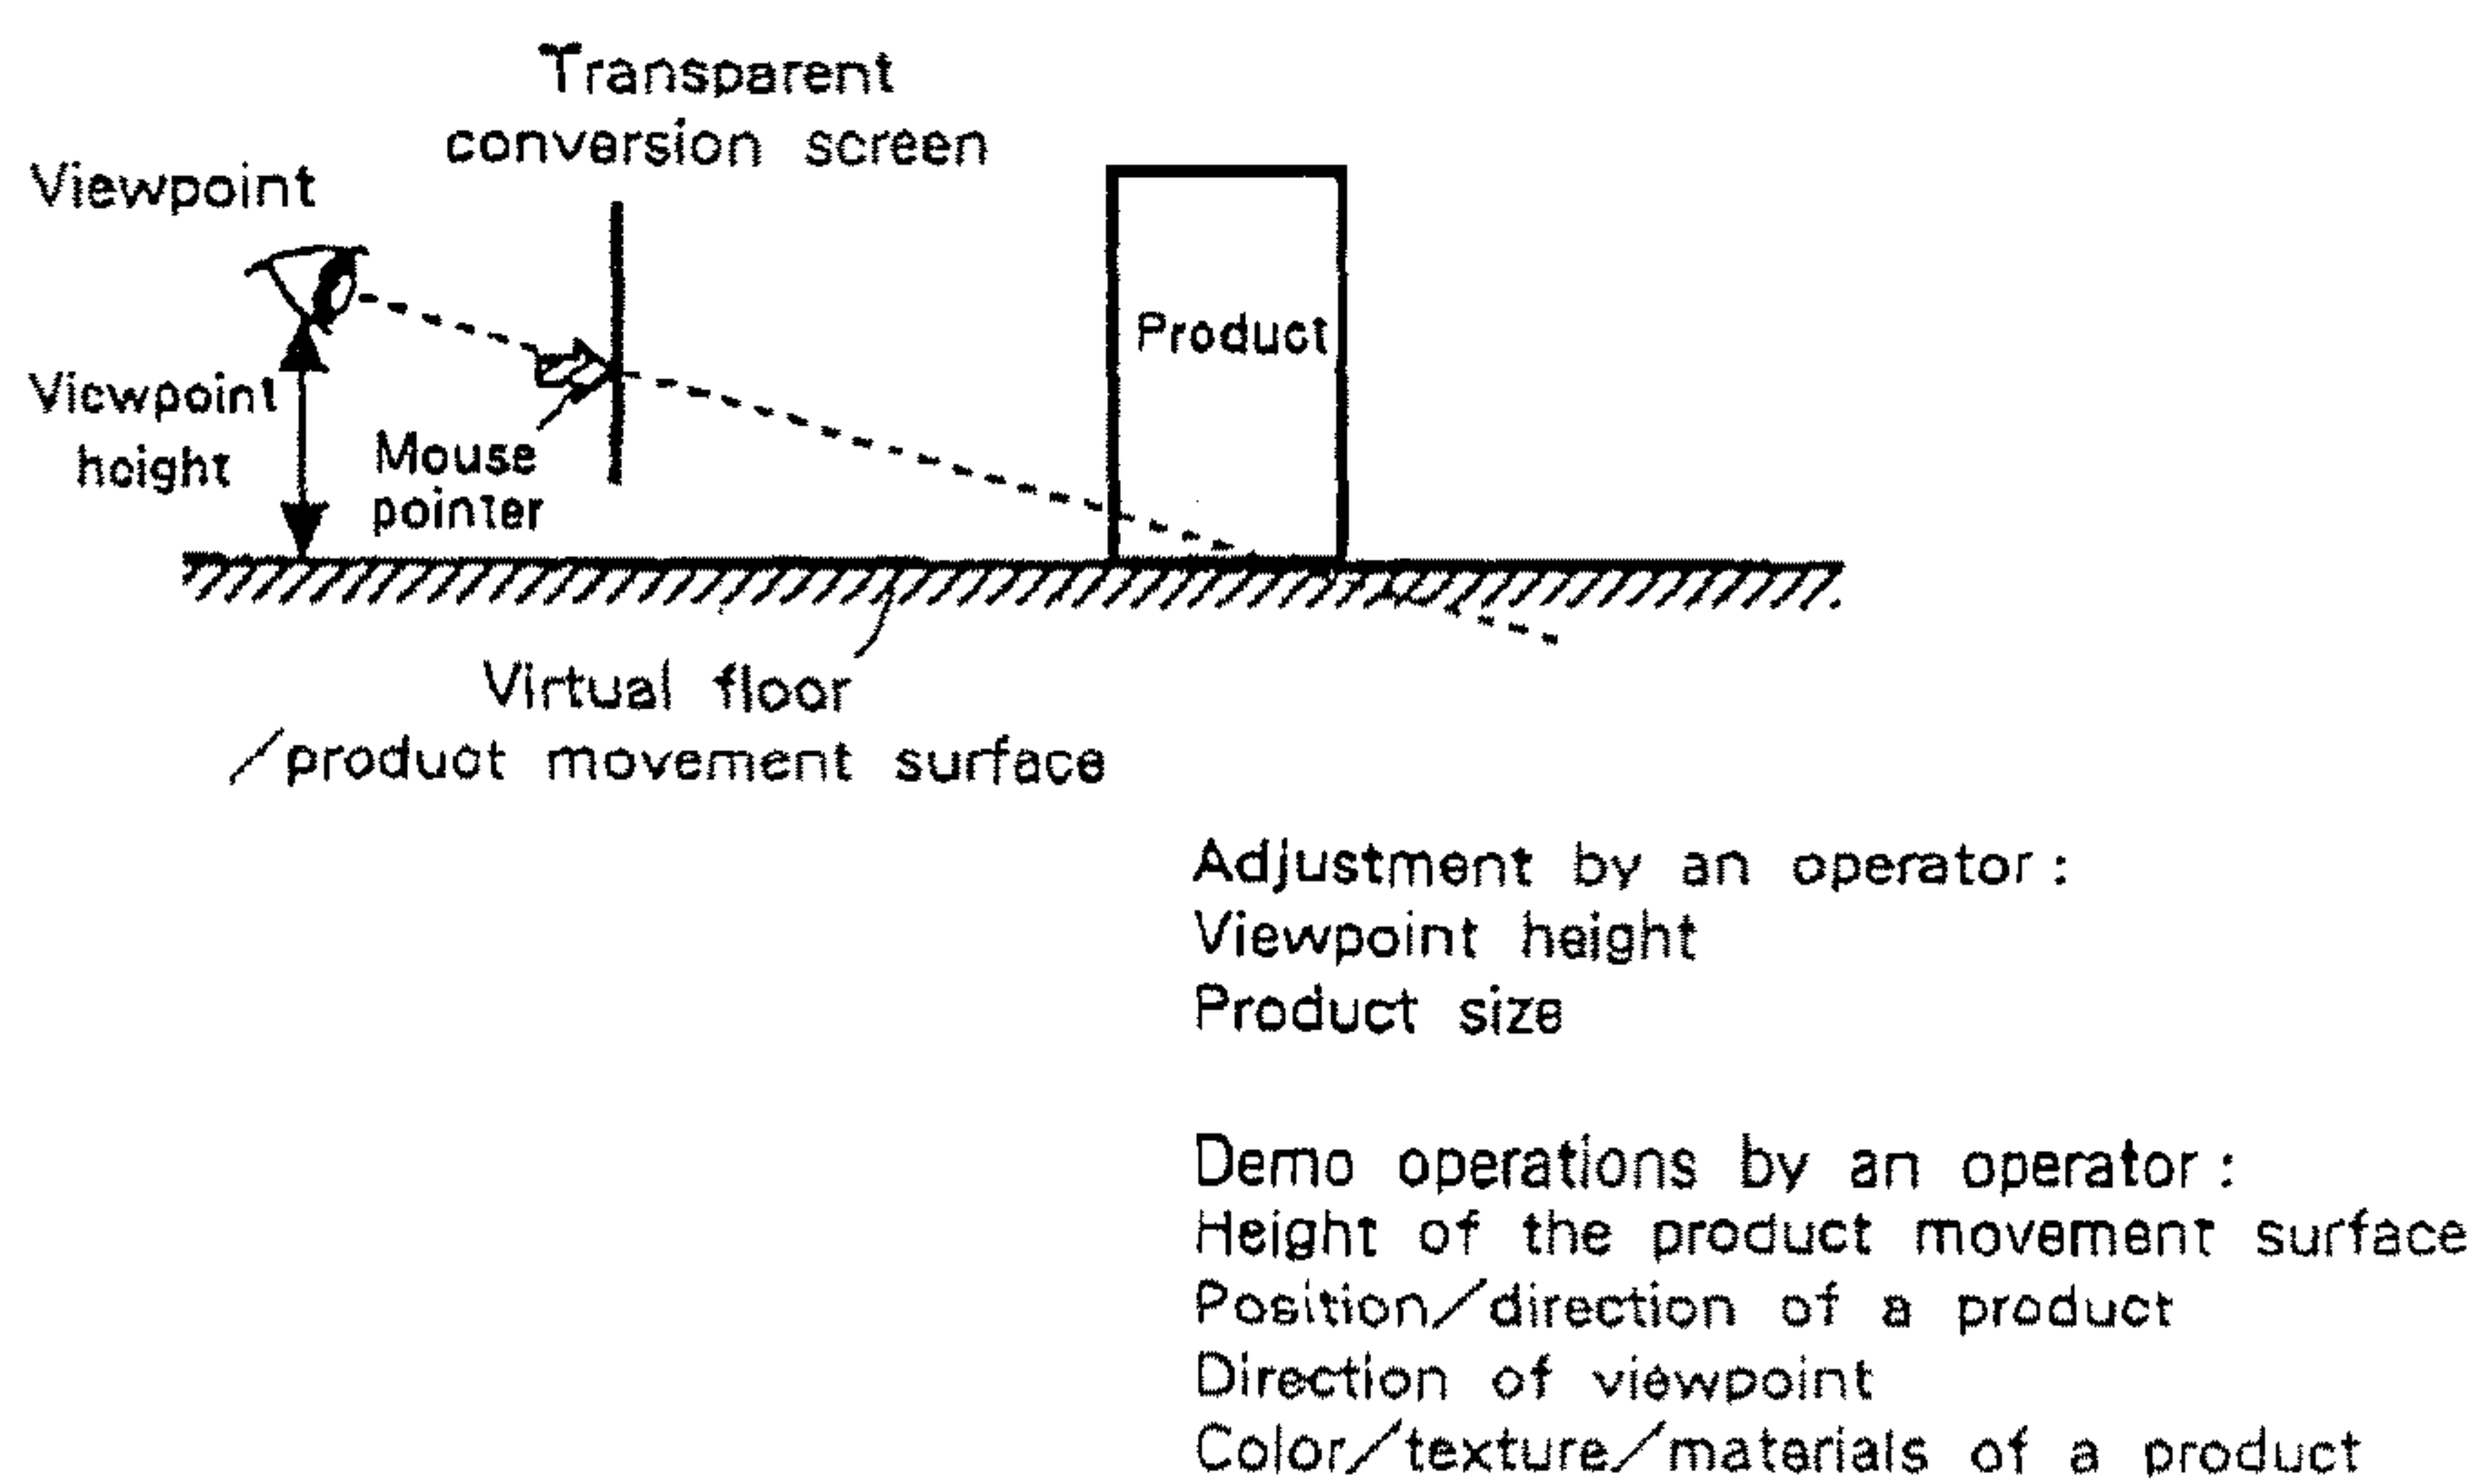 Transparent
conversion screen
Viewpoint
Product
Viewpoint
height
Mouse
pointer
Virtual floor
/product movement surface
Adjustment by an operator:
Viewpoint height
Product size
Demo operations by an operator:
Height of the product movement surface
Position/direction of a product
Direction of viewpoint
Color/texture/materials of a product